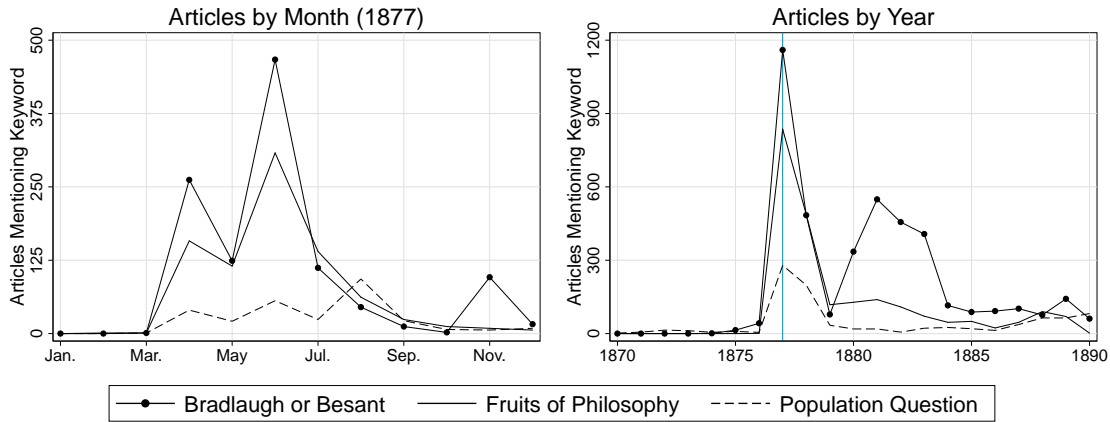 Articles by Month (1877)
Articles Mentioning Keyword
500
375
250
125
0
Jan. Mar. May Jul. Sep. Nov.
Articles by Year
Articles Mentioning Keyword
1200
900
600
300
0
1870 1875 1880 1885 1890
Bradlaugh or Besant Fruits of Philosophy Population Question